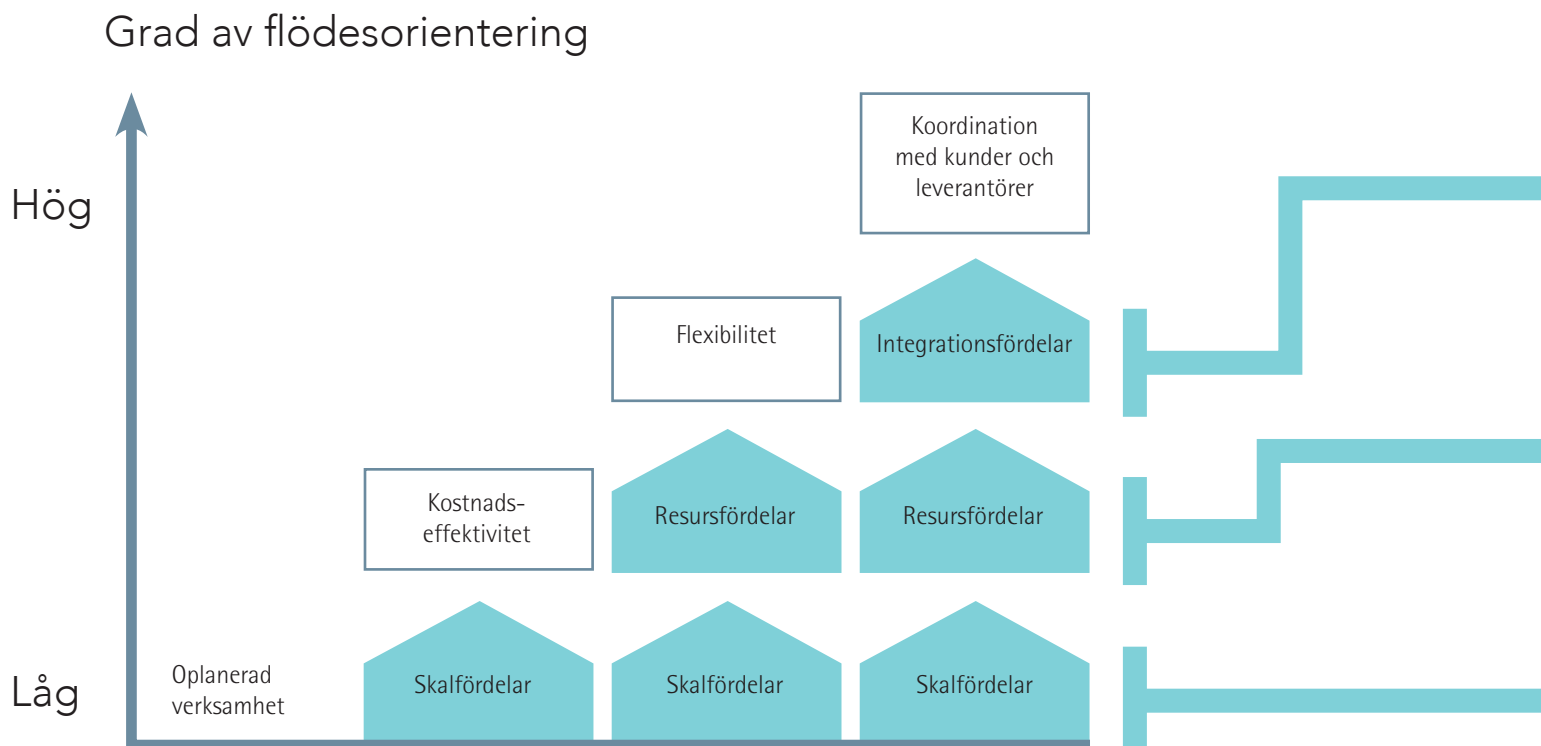 Grad av flödesorientering
Koordination
med kunder och
leverantörer
Hög
Flexibilitet
Integrationsfördelar
Kostnads-
effektivitet
Resursfördelar
Resursfördelar
Oplanerad
verksamhet
Låg
Skalfördelar
Skalfördelar
Skalfördelar